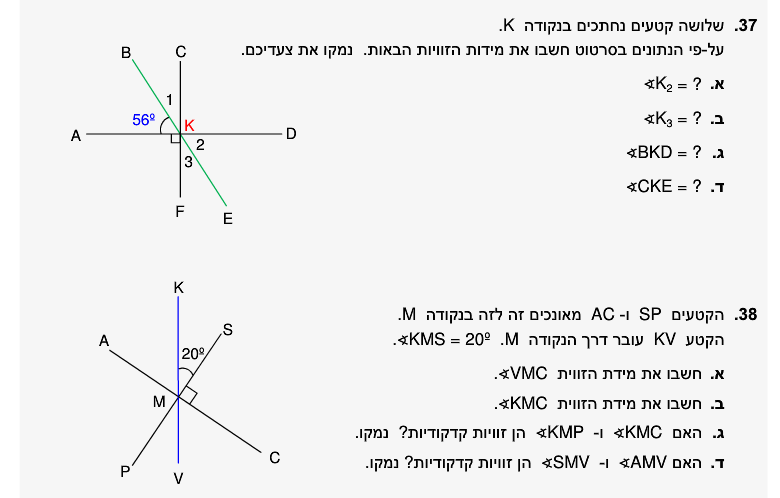 37. שלושה קטעים נחתכים בנקודה K.
על-פי הנתונים בסרטוט חשבו את מידות הזוויות הבאות. נמקו את צעדיכם.
א. ∢K₂ = ?
ב. ∢K₃ = ?
ג. ∢BKD = ?
ד. ∢CKE = ?
B C
1
56º K
A D
2
3
F E
38. הקטעים SP ו- AC מאונכים זה לזה בנקודה M.
הקטע KV עובר דרך הנקודה M. ∢KMS = 20º.
א. חשבו את מידת הזווית ∢VMC.
ב. חשבו את מידת הזווית ∢KMC.
ג. האם ∢KMC ו- ∢KMP הן זוויות קדקודיות? נמקו.
ד. האם ∢AMV ו- ∢SMV הן זוויות קדקודיות? נמקו.
K
S
A
20º
M
C
P
V